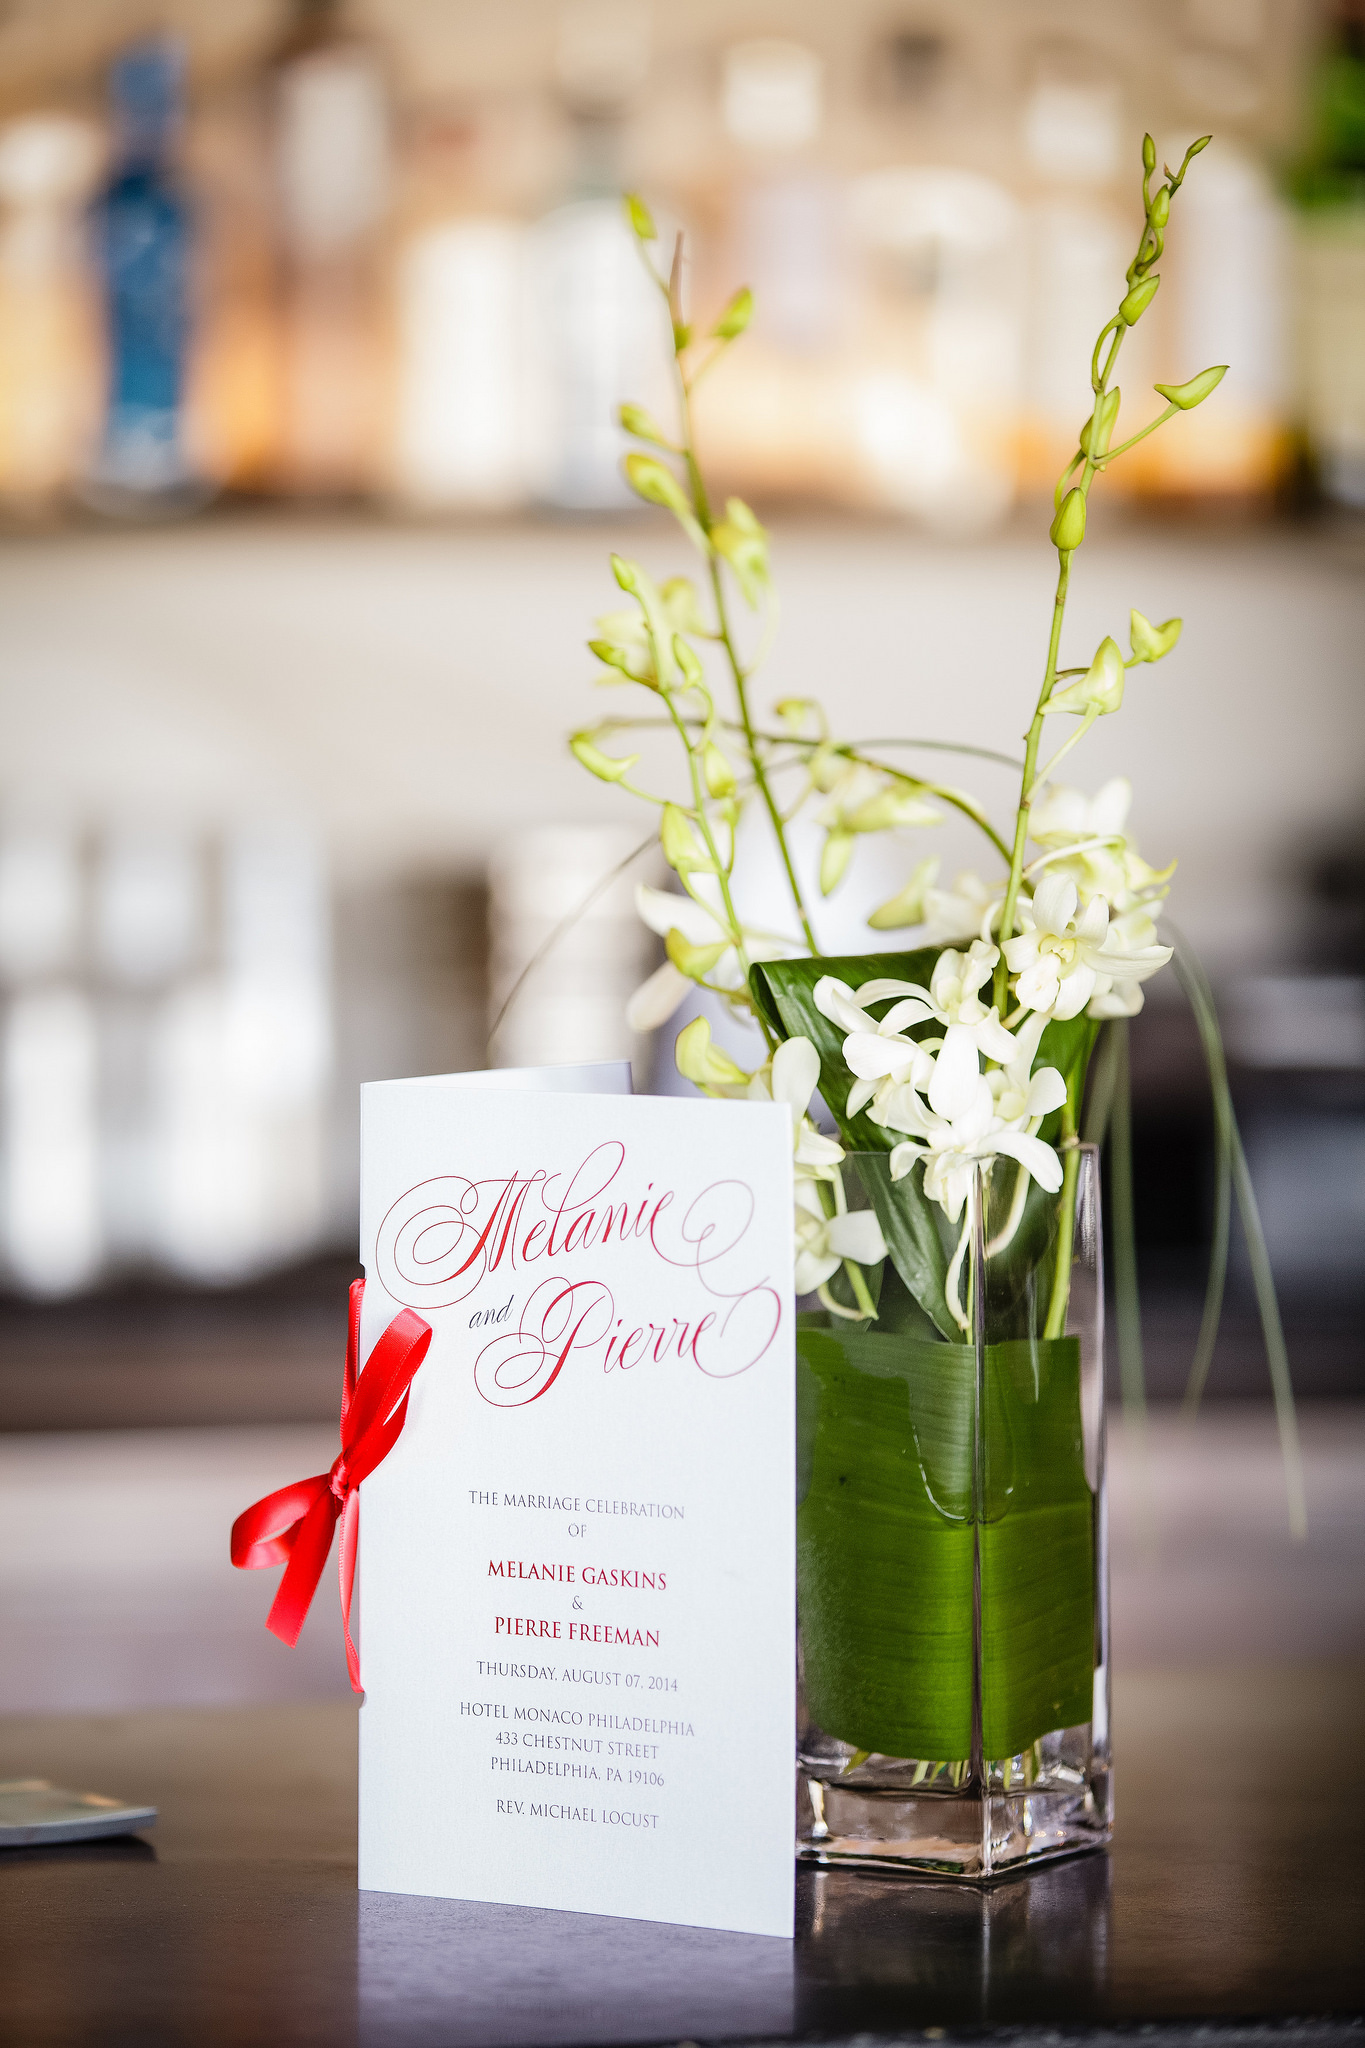 Melanie
and Pierre
THE MARRIAGE CELEBRATION
OF
MELANIE GASKINS
&
PIERRE FREEMAN
THURSDAY, AUGUST 07, 2014
HOTEL MONACO PHILADELPHIA
433 CHESTNUT STREET
PHILADELPHIA, PA 19106
REV. MICHAEL LOCUST